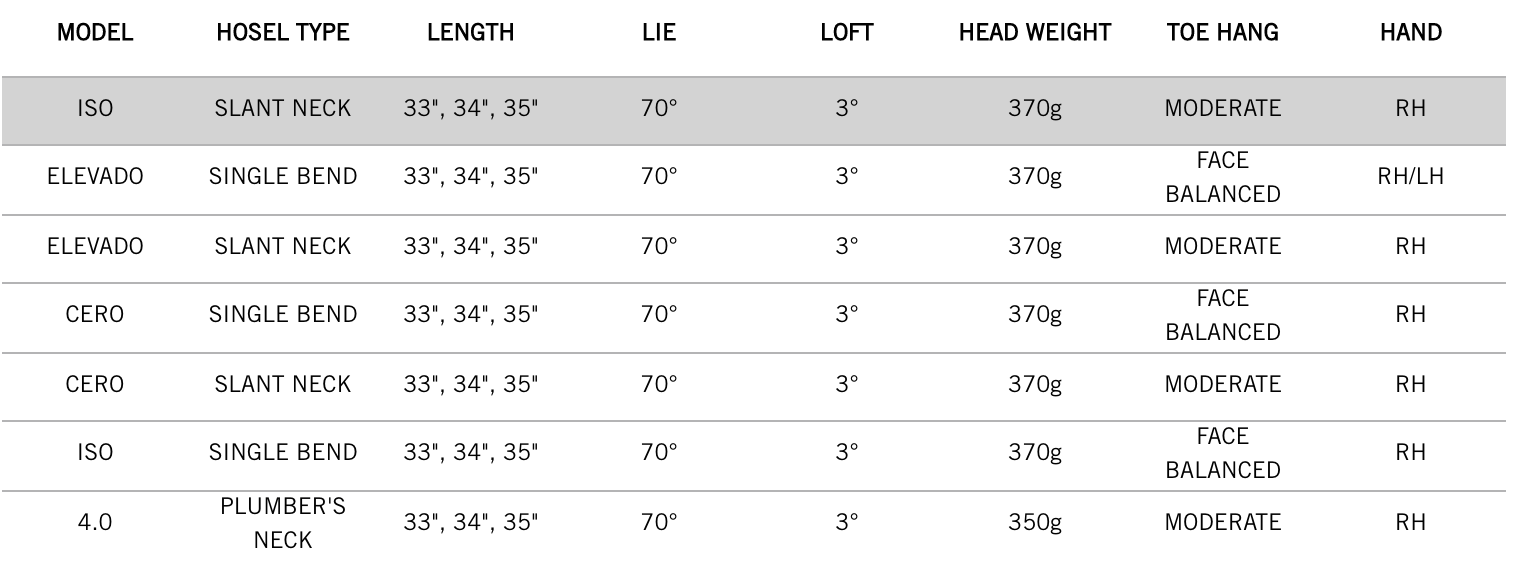 MODEL HOSEL TYPE LENGTH LIE LOFT HEAD WEIGHT TOE HANG HAND
ISO SLANT NECK 33", 34", 35" 70° 3° 370g MODERATE RH
ELEVADO SINGLE BEND 33", 34", 35" 70° 3° 370g FACE BALANCED RH/LH
ELEVADO SLANT NECK 33", 34", 35" 70° 3° 370g MODERATE RH
CERO SINGLE BEND 33", 34", 35" 70° 3° 370g FACE BALANCED RH
CERO SLANT NECK 33", 34", 35" 70° 3° 370g MODERATE RH
ISO SINGLE BEND 33", 34", 35" 70° 3° 370g FACE BALANCED RH
4.0 PLUMBER'S NECK 33", 34", 35" 70° 3° 350g MODERATE RH